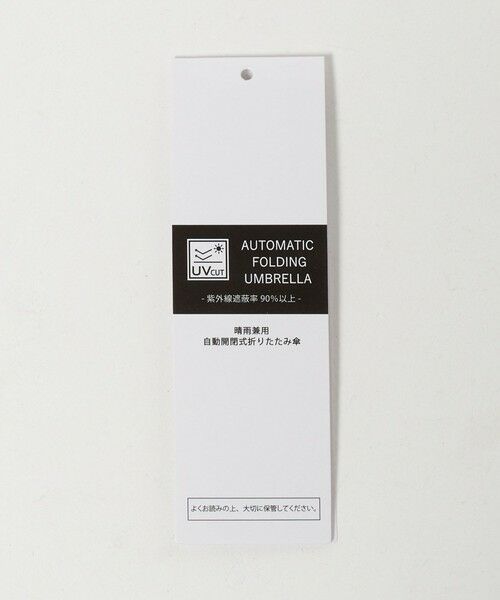 UV CUT
AUTOMATIC
FOLDING
UMBRELLA
- 紫外線遮蔽率 90%以上 -
晴雨兼用
自動開閉式折りたたみ傘
よくお読みの上、大切に保管してください。